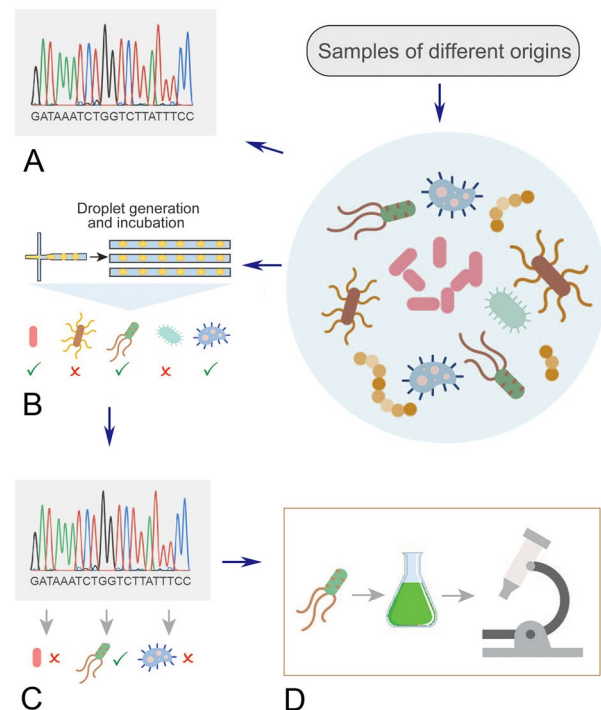 Samples of different origins
GATAAATCTGGTCTTATTTCC
A
Droplet generation
and incubation
B
GATAAATCTGGTCTTATTTCC
C
D